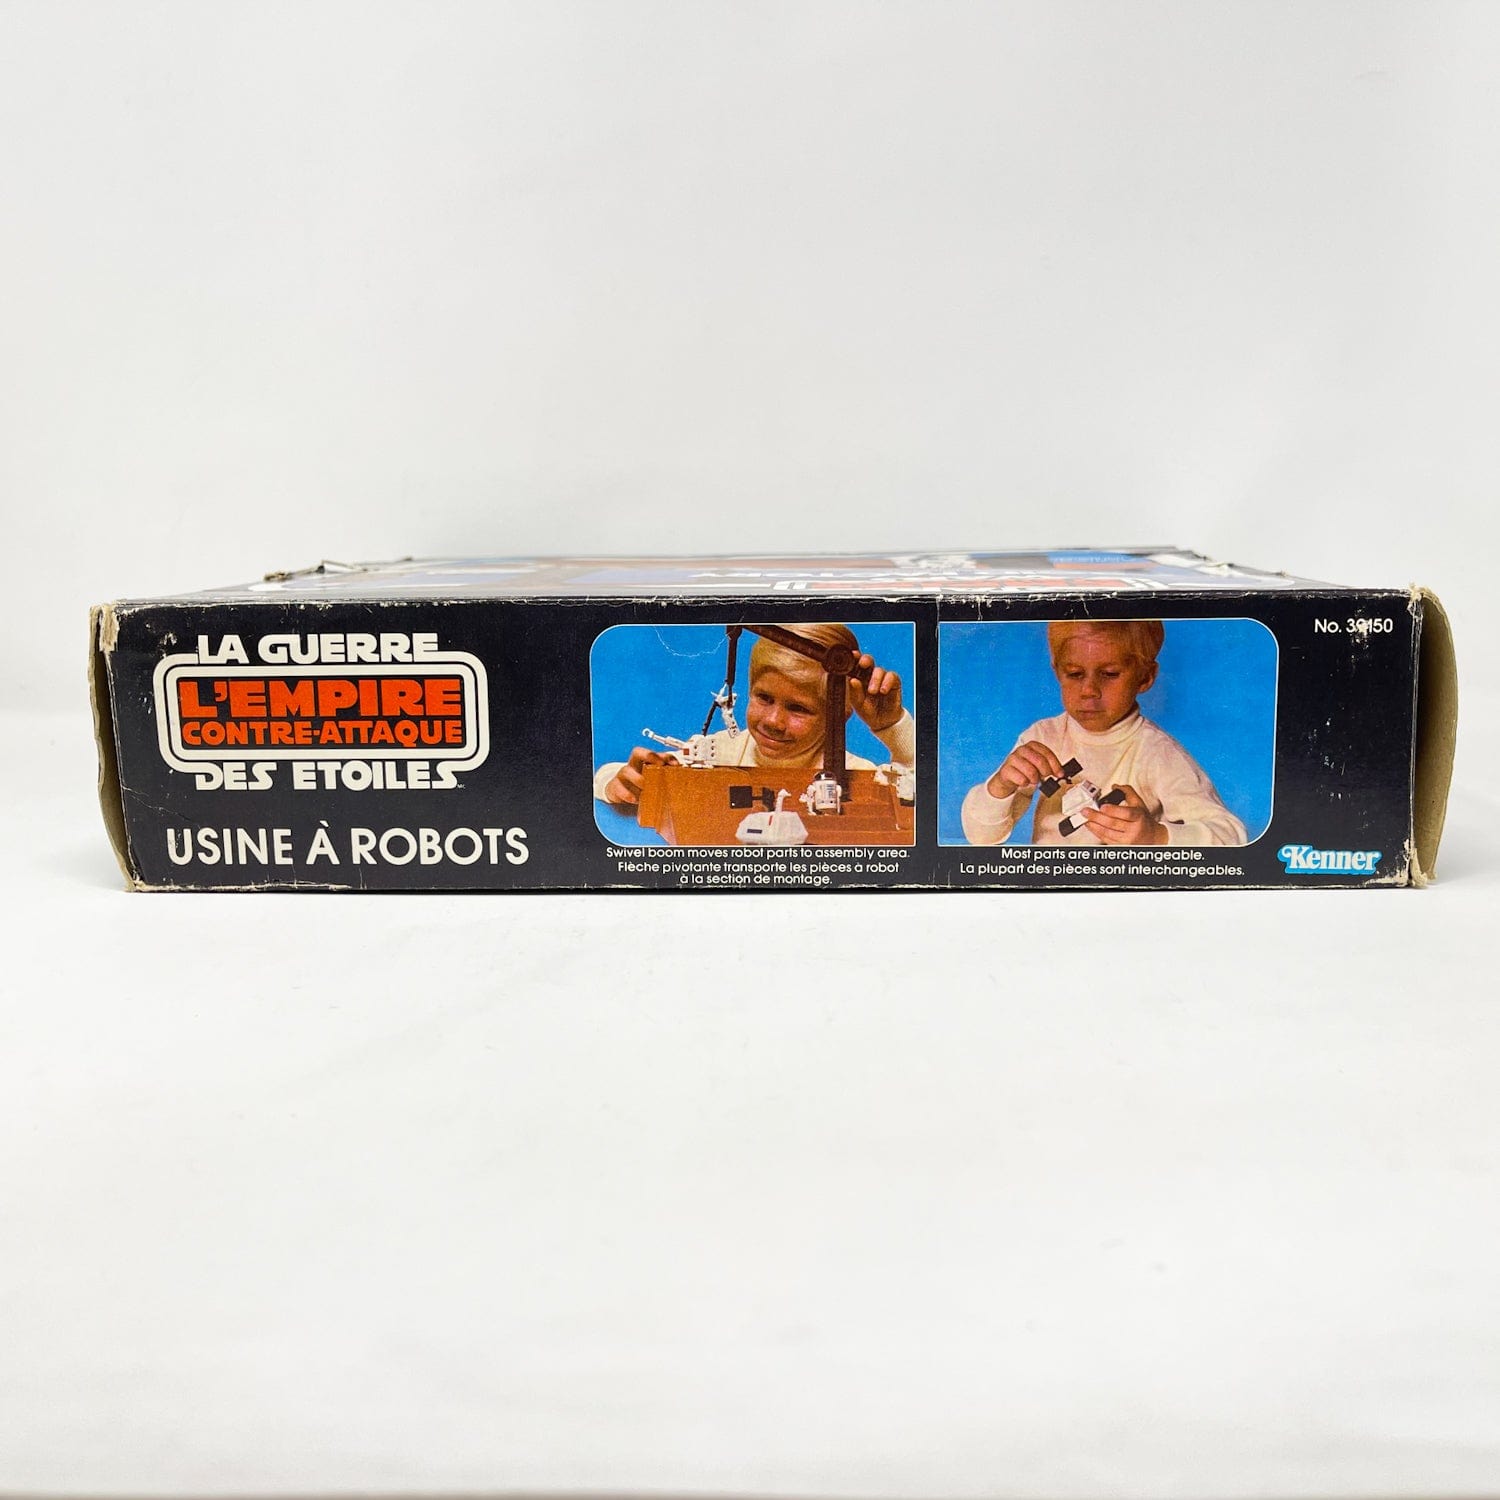 LA GUERRE
L'EMPIRE
CONTRE-ATTAQUE
DES ETOILES
USINE À ROBOTS
Swivel boom moves robot parts to assembly area.
Flèche pivotante transporte les pièces à robot
à la section de montage.
Most parts are interchangeable.
La plupart des pièces sont interchangeables.
No. 39150
Kenner